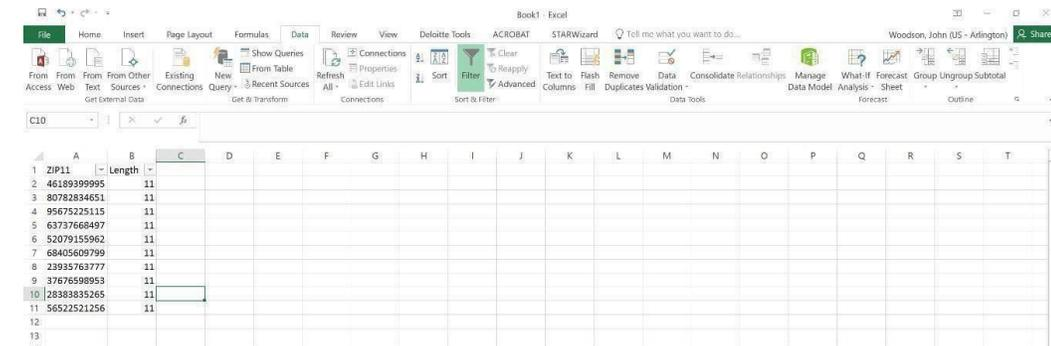 Book1 - Excel
File Home Insert Page Layout Formulas Data Review View Deloitte Tools ACROBAT STARWizard Tell me what you want to do... Woodson, John (US - Arlington) Share
Show Queries Connections Clear
From Table Properties Reapply
Recent Sources Edit Links Advanced
From From From From Other Existing New Refresh Sort Filter Text to Flash Remove Data Consolidate Relationships Manage What-If Forecast Group Ungroup Subtotal
Access Web Text Sources Connections Query All Columns Fill Duplicates Validation Data Model Analysis Sheet
Get External Data Get & Transform Connections Sort & Filter Data Tools Forecast Outline
C10 fx
A B C D E F G H I J K L M N O P Q R S T
1 ZIP11 Length
2 46189399995 11
3 80782834651 11
4 95675225115 11
5 63737668497 11
6 52079155962 11
7 68405609799 11
8 23935763777 11
9 37676598953 11
10 28383835265 11
11 56522521256 11
12
13